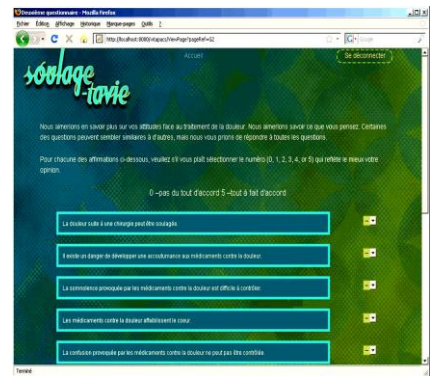 Deuxième questionnaire - Mozilla Firefox
Fichier Édition Affichage Historique Marque-pages Outils ?
Google
Accueil
Se déconnecter
soulage
-tavie
Nous aimerions en savoir plus sur vos attitudes face au traitement de la douleur. Nous aimerions savoir ce que vous pensez. Certaines
des questions peuvent sembler similaires à d'autres, mais nous vous prions de répondre à toutes les questions.
Pour chacune des affirmations ci-dessous, veuillez s'il vous plaît sélectionner le numéro (0, 1, 2, 3, 4, or 5) qui reflète le mieux votre
opinion.
0 –pas du tout d'accord 5 –tout à fait d'accord
La douleur suite à une chirurgie peut être soulagée.
Il existe un danger de développer une accoutumance aux médicaments contre la douleur.
La somnolence provoquée par les médicaments contre la douleur est difficile à contrôler.
Les médicaments contre la douleur affaiblissent le coeur.
La confusion provoquée par les médicaments contre la douleur ne peut pas être contrôlée.
Terminé